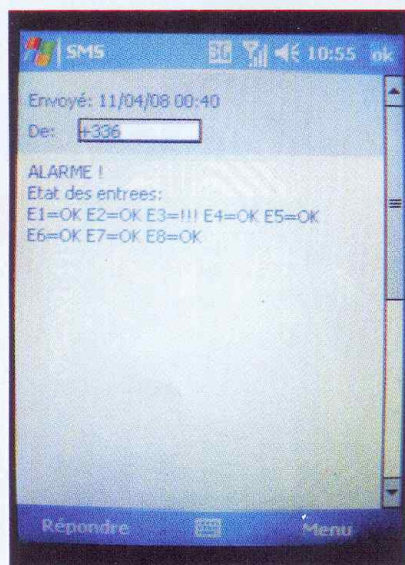 SMS 3G 10:55 ok
Envoyé: 11/04/08 00:40
De: +336
ALARME !
Etat des entrees:
E1=OK E2=OK E3=!!! E4=OK E5=OK
E6=OK E7=OK E8=OK
Répondre Menu